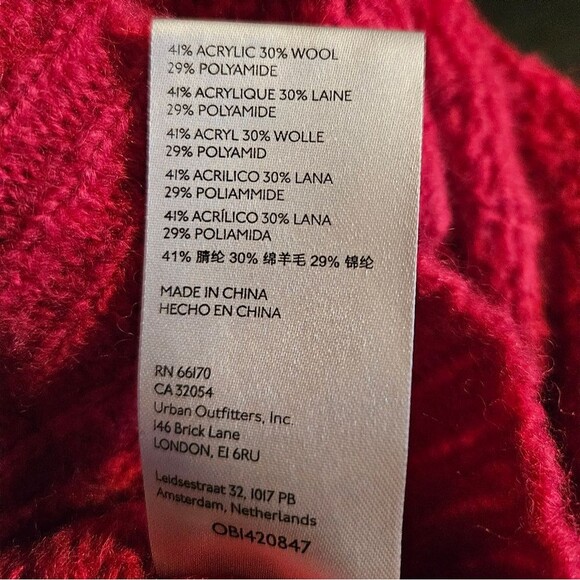 41% ACRYLIC 30% WOOL
29% POLYAMIDE
41% ACRYLIQUE 30% LAINE
29% POLYAMIDE
41% ACRYL 30% WOLLE
29% POLYAMID
41% ACRILICO 30% LANA
29% POLIAMMIDE
41% ACRÍLICO 30% LANA
29% POLIAMIDA
41% 腈纶 30% 绵羊毛 29% 锦纶
MADE IN CHINA
HECHO EN CHINA
RN 66170
CA 32054
Urban Outfitters, Inc.
146 Brick Lane
LONDON, E1 6RU
Leidsestraat 32, 1017 PB
Amsterdam, Netherlands
OB1420847